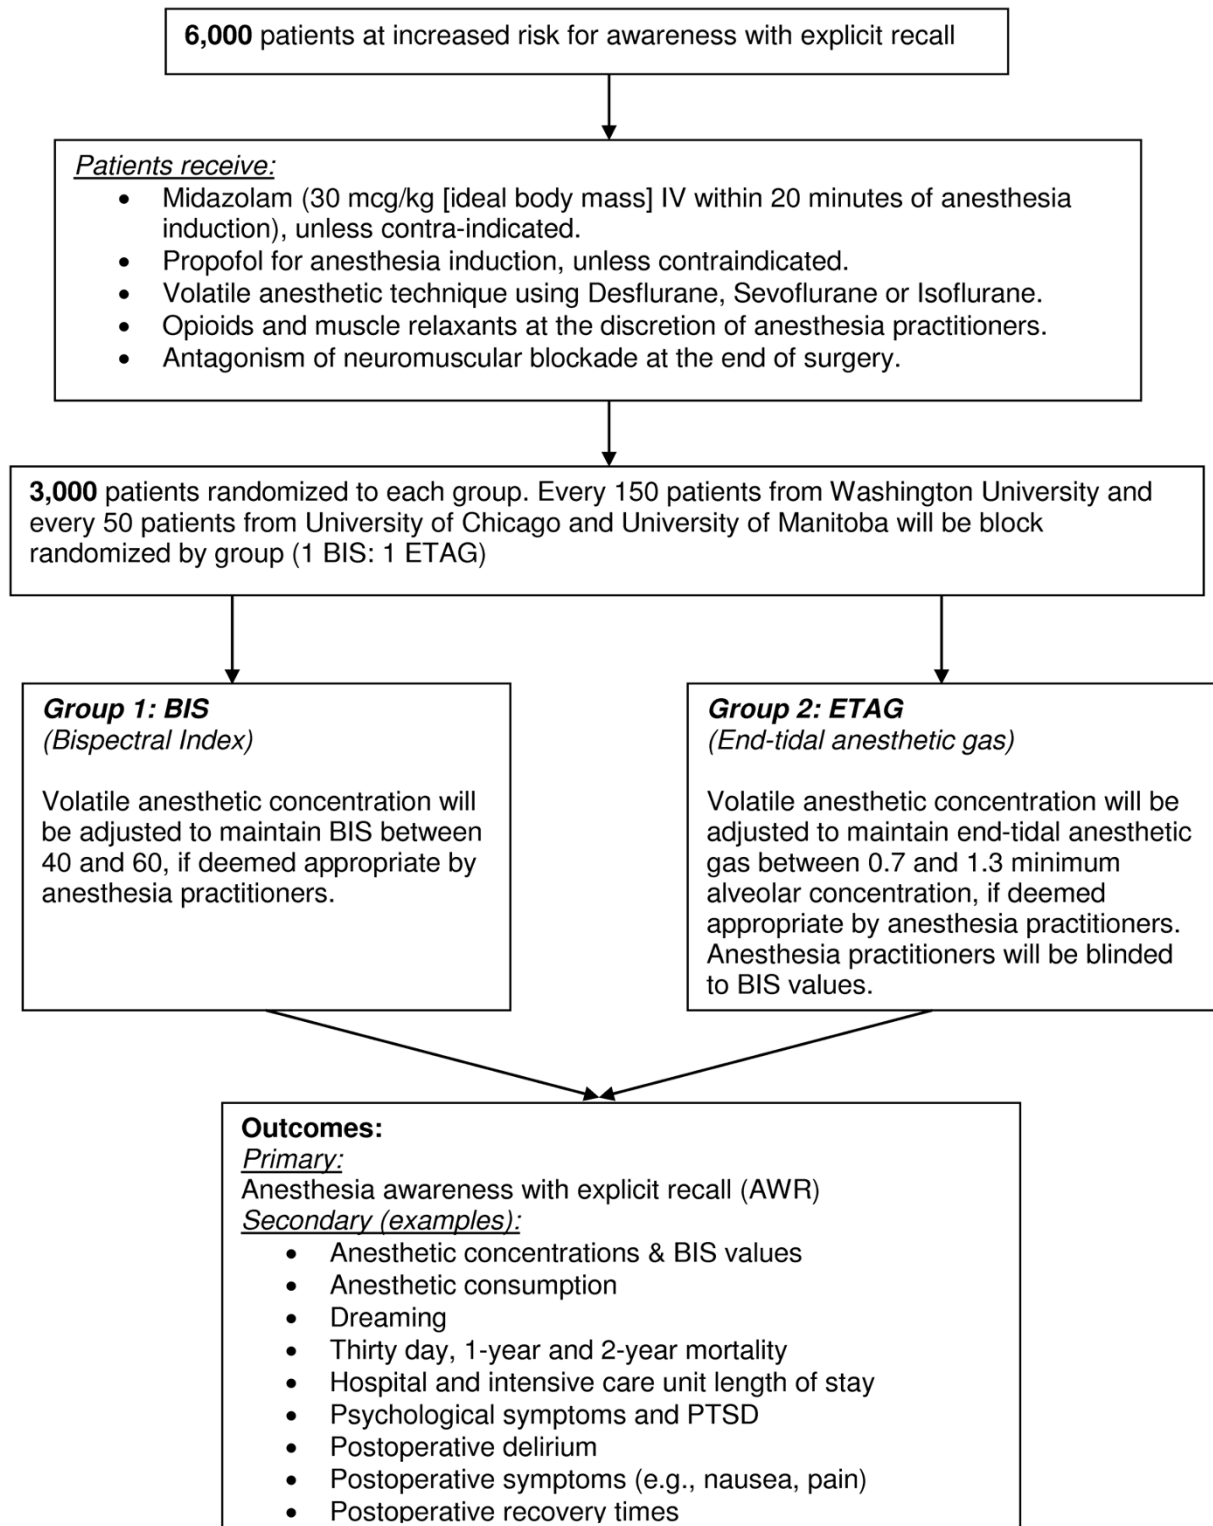 6,000 patients at increased risk for awareness with explicit recall
Patients receive:
• Midazolam (30 mcg/kg [ideal body mass] IV within 20 minutes of anesthesia
induction), unless contra-indicated.
• Propofol for anesthesia induction, unless contraindicated.
• Volatile anesthetic technique using Desflurane, Sevoflurane or Isoflurane.
• Opioids and muscle relaxants at the discretion of anesthesia practitioners.
• Antagonism of neuromuscular blockade at the end of surgery.
3,000 patients randomized to each group. Every 150 patients from Washington University and
every 50 patients from University of Chicago and University of Manitoba will be block
randomized by group (1 BIS: 1 ETAG)
Group 1: BIS
(Bispectral Index)
Volatile anesthetic concentration will
be adjusted to maintain BIS between
40 and 60, if deemed appropriate by
anesthesia practitioners.
Group 2: ETAG
(End-tidal anesthetic gas)
Volatile anesthetic concentration will be
adjusted to maintain end-tidal anesthetic
gas between 0.7 and 1.3 minimum
alveolar concentration, if deemed
appropriate by anesthesia practitioners.
Anesthesia practitioners will be blinded
to BIS values.
Outcomes:
Primary:
Anesthesia awareness with explicit recall (AWR)
Secondary (examples):
• Anesthetic concentrations & BIS values
• Anesthetic consumption
• Dreaming
• Thirty day, 1-year and 2-year mortality
• Hospital and intensive care unit length of stay
• Psychological symptoms and PTSD
• Postoperative delirium
• Postoperative symptoms (e.g., nausea, pain)
• Postoperative recovery times